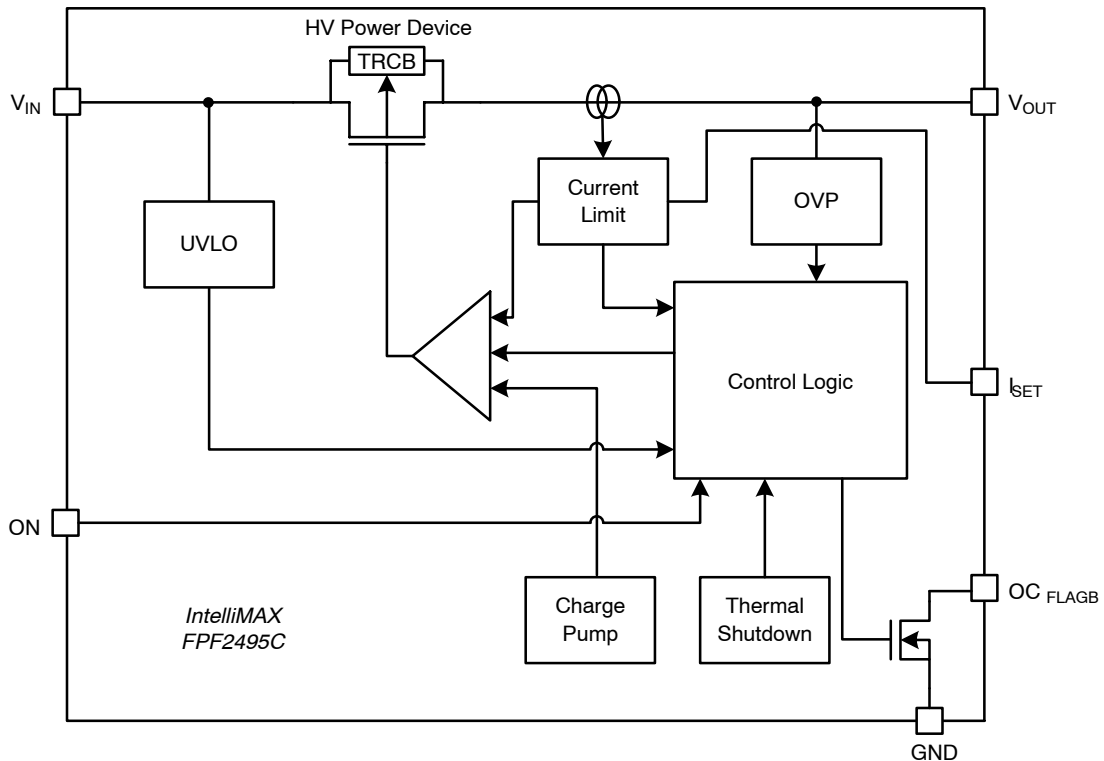 HV Power Device
TRCB
VIN
VOUT
Current
Limit
OVP
UVLO
Control Logic
ISET
ON
IntelliMAX
FPF2495C
Charge
Pump
Thermal
Shutdown
OC FLAGB
GND